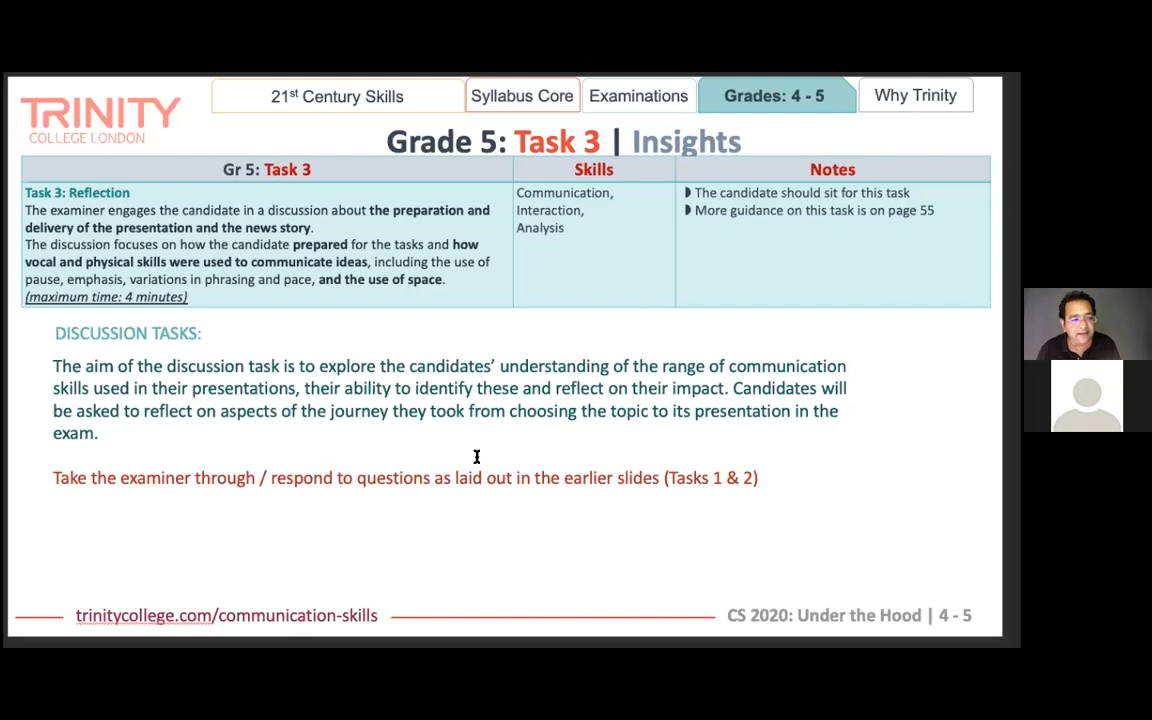 21st Century Skills
Syllabus Core
Examinations
Grades: 4 - 5
Why Trinity
TRINITY
COLLEGE LONDON
Grade 5: Task 3 | Insights
Gr 5: Task 3
Skills
Notes
Task 3: Reflection
The examiner engages the candidate in a discussion about the preparation and
delivery of the presentation and the news story.
The discussion focuses on how the candidate prepared for the tasks and how
vocal and physical skills were used to communicate ideas, including the use of
pause, emphasis, variations in phrasing and pace, and the use of space.
(maximum time: 4 minutes)
Communication,
Interaction,
Analysis
The candidate should sit for this task
More guidance on this task is on page 55
DISCUSSION TASKS:
The aim of the discussion task is to explore the candidates’ understanding of the range of communication
skills used in their presentations, their ability to identify these and reflect on their impact. Candidates will
be asked to reflect on aspects of the journey they took from choosing the topic to its presentation in the
exam.
Take the examiner through / respond to questions as laid out in the earlier slides (Tasks 1 & 2)
trinitycollege.com/communication-skills
CS 2020: Under the Hood | 4 - 5